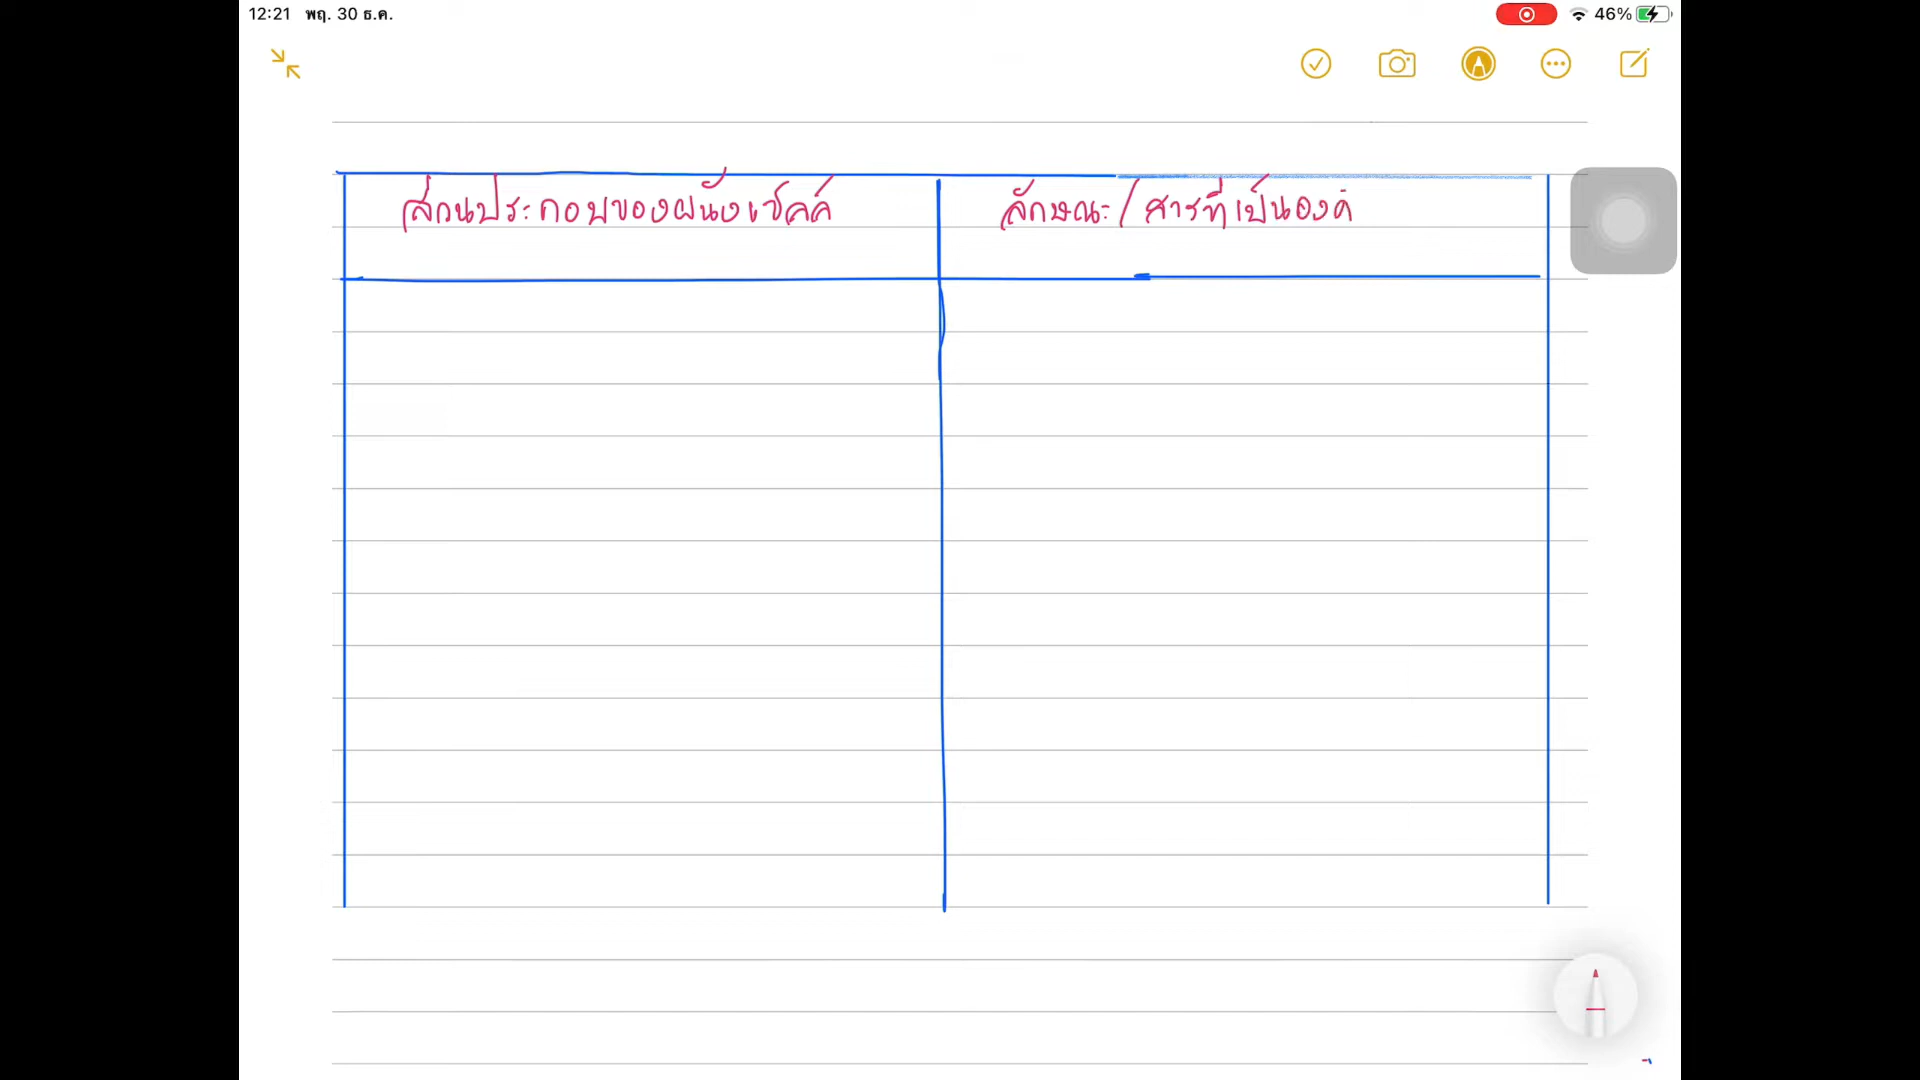 12:21 พฤ. 30 ธ.ค.
46%
ส่วนประกอบของผนังเซลล์
ลักษณะ/สารที่เป็นองค์